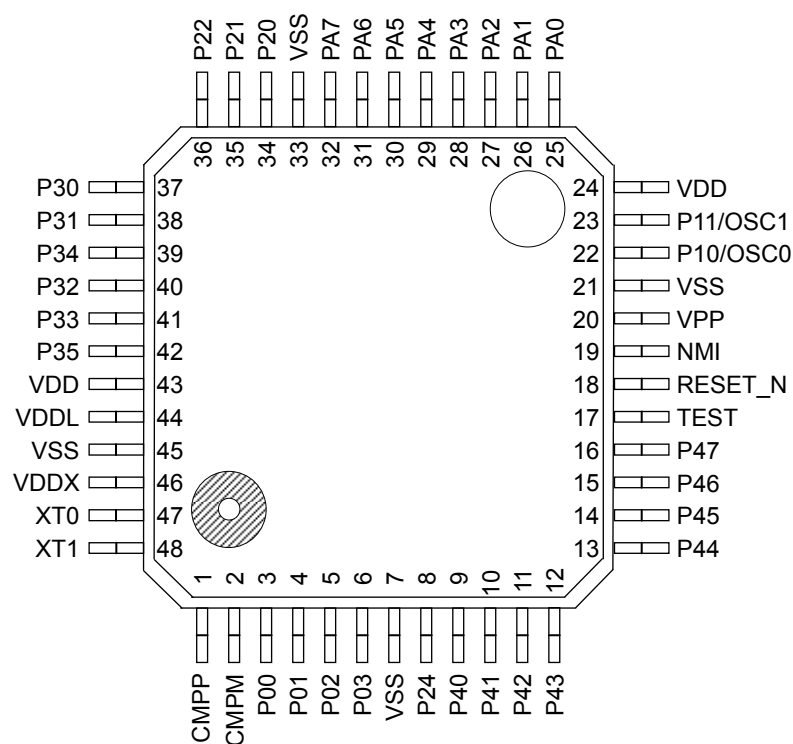 P22 P21 P20 VSS PA7 PA6 PA5 PA4 PA3 PA2 PA1 PA0
36 35 34 33 32 31 30 29 28 27 26 25
P30 37 24 VDD
P31 38 23 P11/OSC1
P34 39 22 P10/OSC0
P32 40 21 VSS
P33 41 20 VPP
P35 42 19 NMI
VDD 43 18 RESET_N
VDDL 44 17 TEST
VSS 45 16 P47
VDDX 46 15 P46
XT0 47 14 P45
XT1 48 13 P44
1 2 3 4 5 6 7 8 9 10 11 12
CMPP CMPM P00 P01 P02 P03 VSS P24 P40 P41 P42 P43